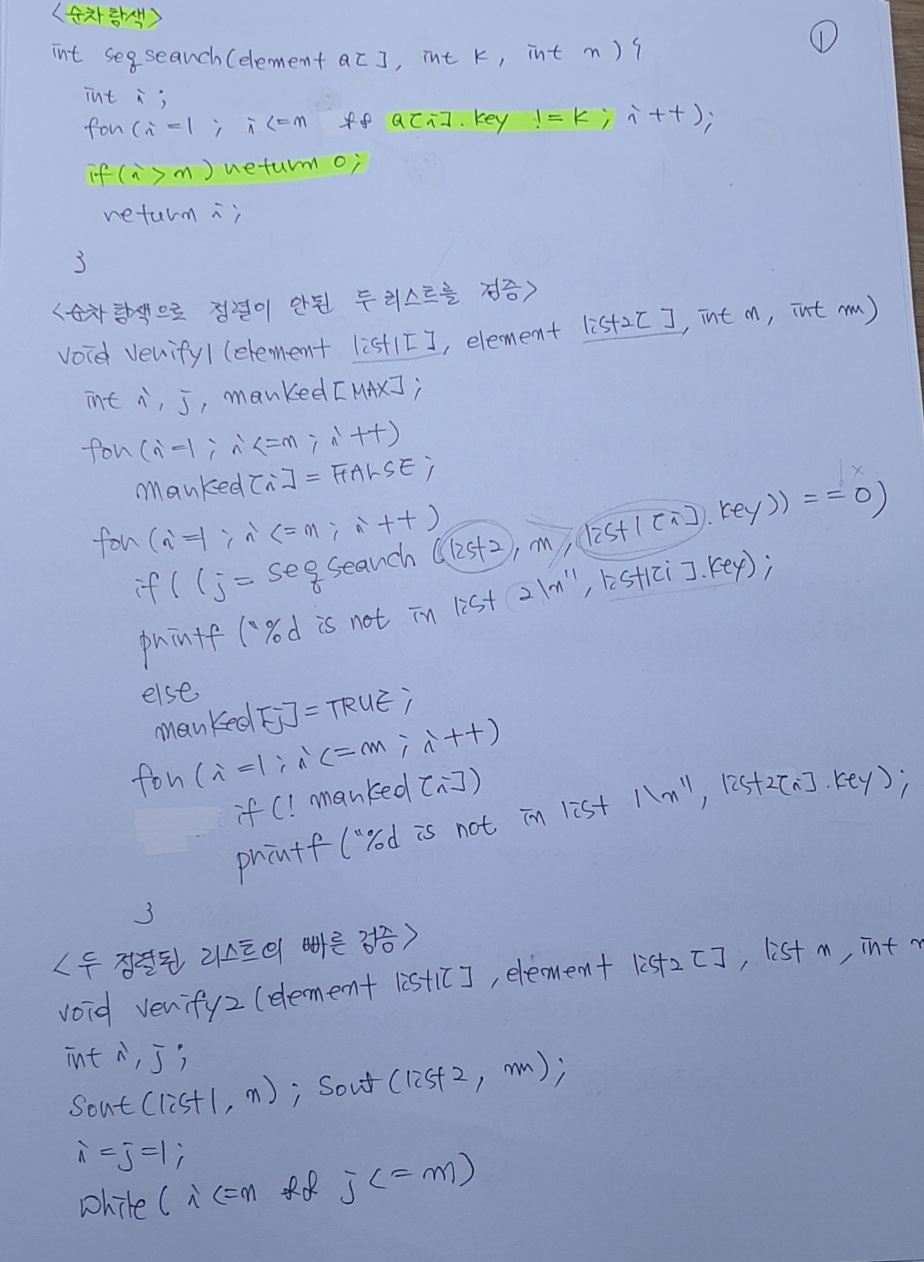 <순차탐색>
①
int seqsearch(element a[], int k, int n){
int i;
for(i=1; i<=n && a[i].key != k; i++);
if(i>n) return 0;
return i;
}
<순차탐색으로 정렬이 안된 두 리스트를 검증>
void verify1(element list1[], element list2[], int n, int m)
int i, j, marked[MAX];
for(i=1; i<=m; i++)
marked[i] = FALSE;
for(i=1; i<=n; i++)
if((j=seqsearch(list2, m, list1[i].key)) == 0)
printf("%d is not in list 2\n", list1[i].key);
else
marked[j]=TRUE;
for(i=1; i<=m; i++)
if(! marked[i])
printf("%d is not in list 1\n", list2[i].key);
}
<두 정렬된 리스트의 빠른 검증>
void verify2(element list1[], element list2[], list n, int
int i, j;
Sort(list1, n); Sort(list2, m);
i=j=1;
while(i<=n && j<=m)